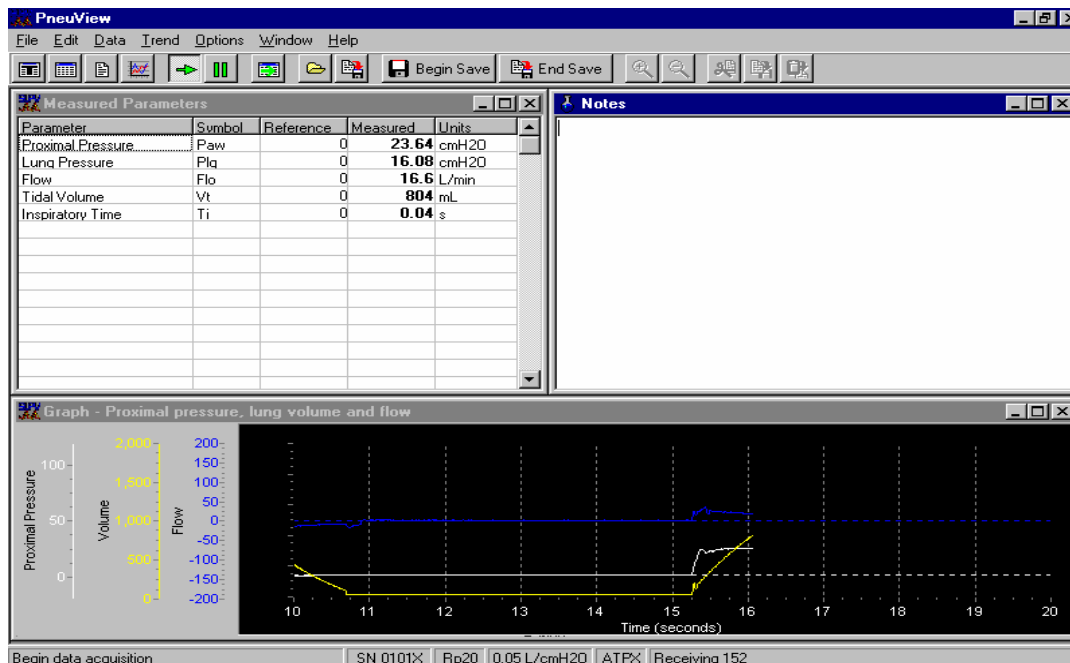 PneuView
File Edit Data Trend Options Window Help
Begin Save End Save
Measured Parameters
Parameter Symbol Reference Measured Units
Proximal Pressure Paw 0 23.64 cmH2O
Lung Pressure Plg 0 16.08 cmH2O
Flow Flo 0 16.6 L/min
Tidal Volume Vt 0 804 mL
Inspiratory Time Ti 0 0.04 s
Notes
Graph - Proximal pressure, lung volume and flow
Proximal Pressure
100
50
0
Volume
2,000
1,500
1,000
500
0
Flow
200
150
100
50
0
-50
-100
-150
-200
10 11 12 13 14 15 16 17 18 19 20
Time (seconds)
Begin data acquisition SN 0101X Rp20 0.05 L/cmH2O ATPX Receiving 152